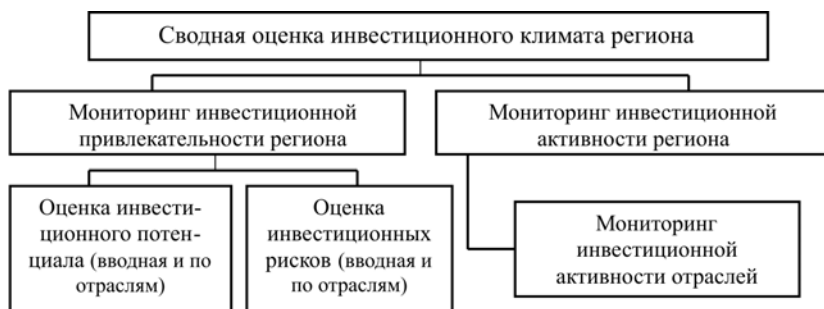 Сводная оценка инвестиционного климата региона
Мониторинг инвестиционной
привлекательности региона
Мониторинг инвестиционной
активности региона
Оценка инвести-
ционного потен-
циала (вводная и по
отраслям)
Оценка
инвестиционных
рисков (вводная и
по отраслям)
Мониторинг
инвестиционной
активности отраслей